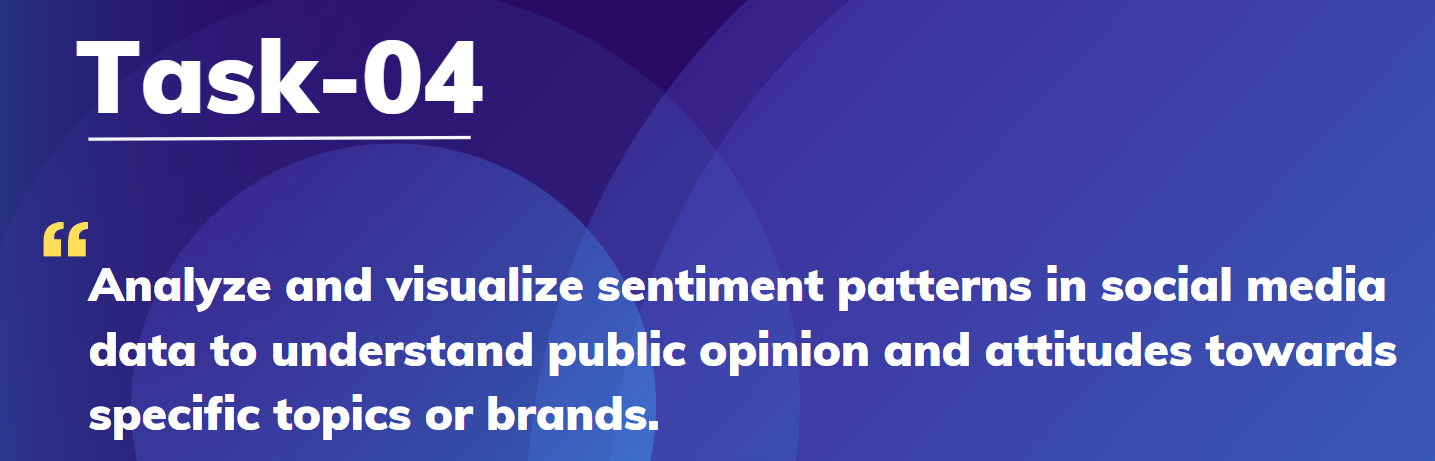 Task-04
“
Analyze and visualize sentiment patterns in social media
data to understand public opinion and attitudes towards
specific topics or brands.